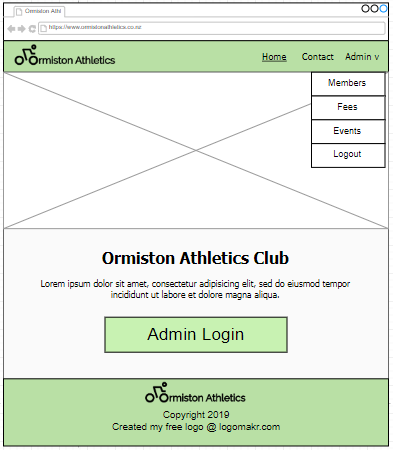 Ormiston Athl
https://www.ormistonathletics.co.nz
Ormiston Athletics
Home Contact Admin v
Members
Fees
Events
Logout
Ormiston Athletics Club
Lorem ipsum dolor sit amet, consectetur adipisicing elit, sed do eiusmod tempor
incididunt ut labore et dolore magna aliqua.
Admin Login
Ormiston Athletics
Copyright 2019
Created my free logo @ logomakr.com